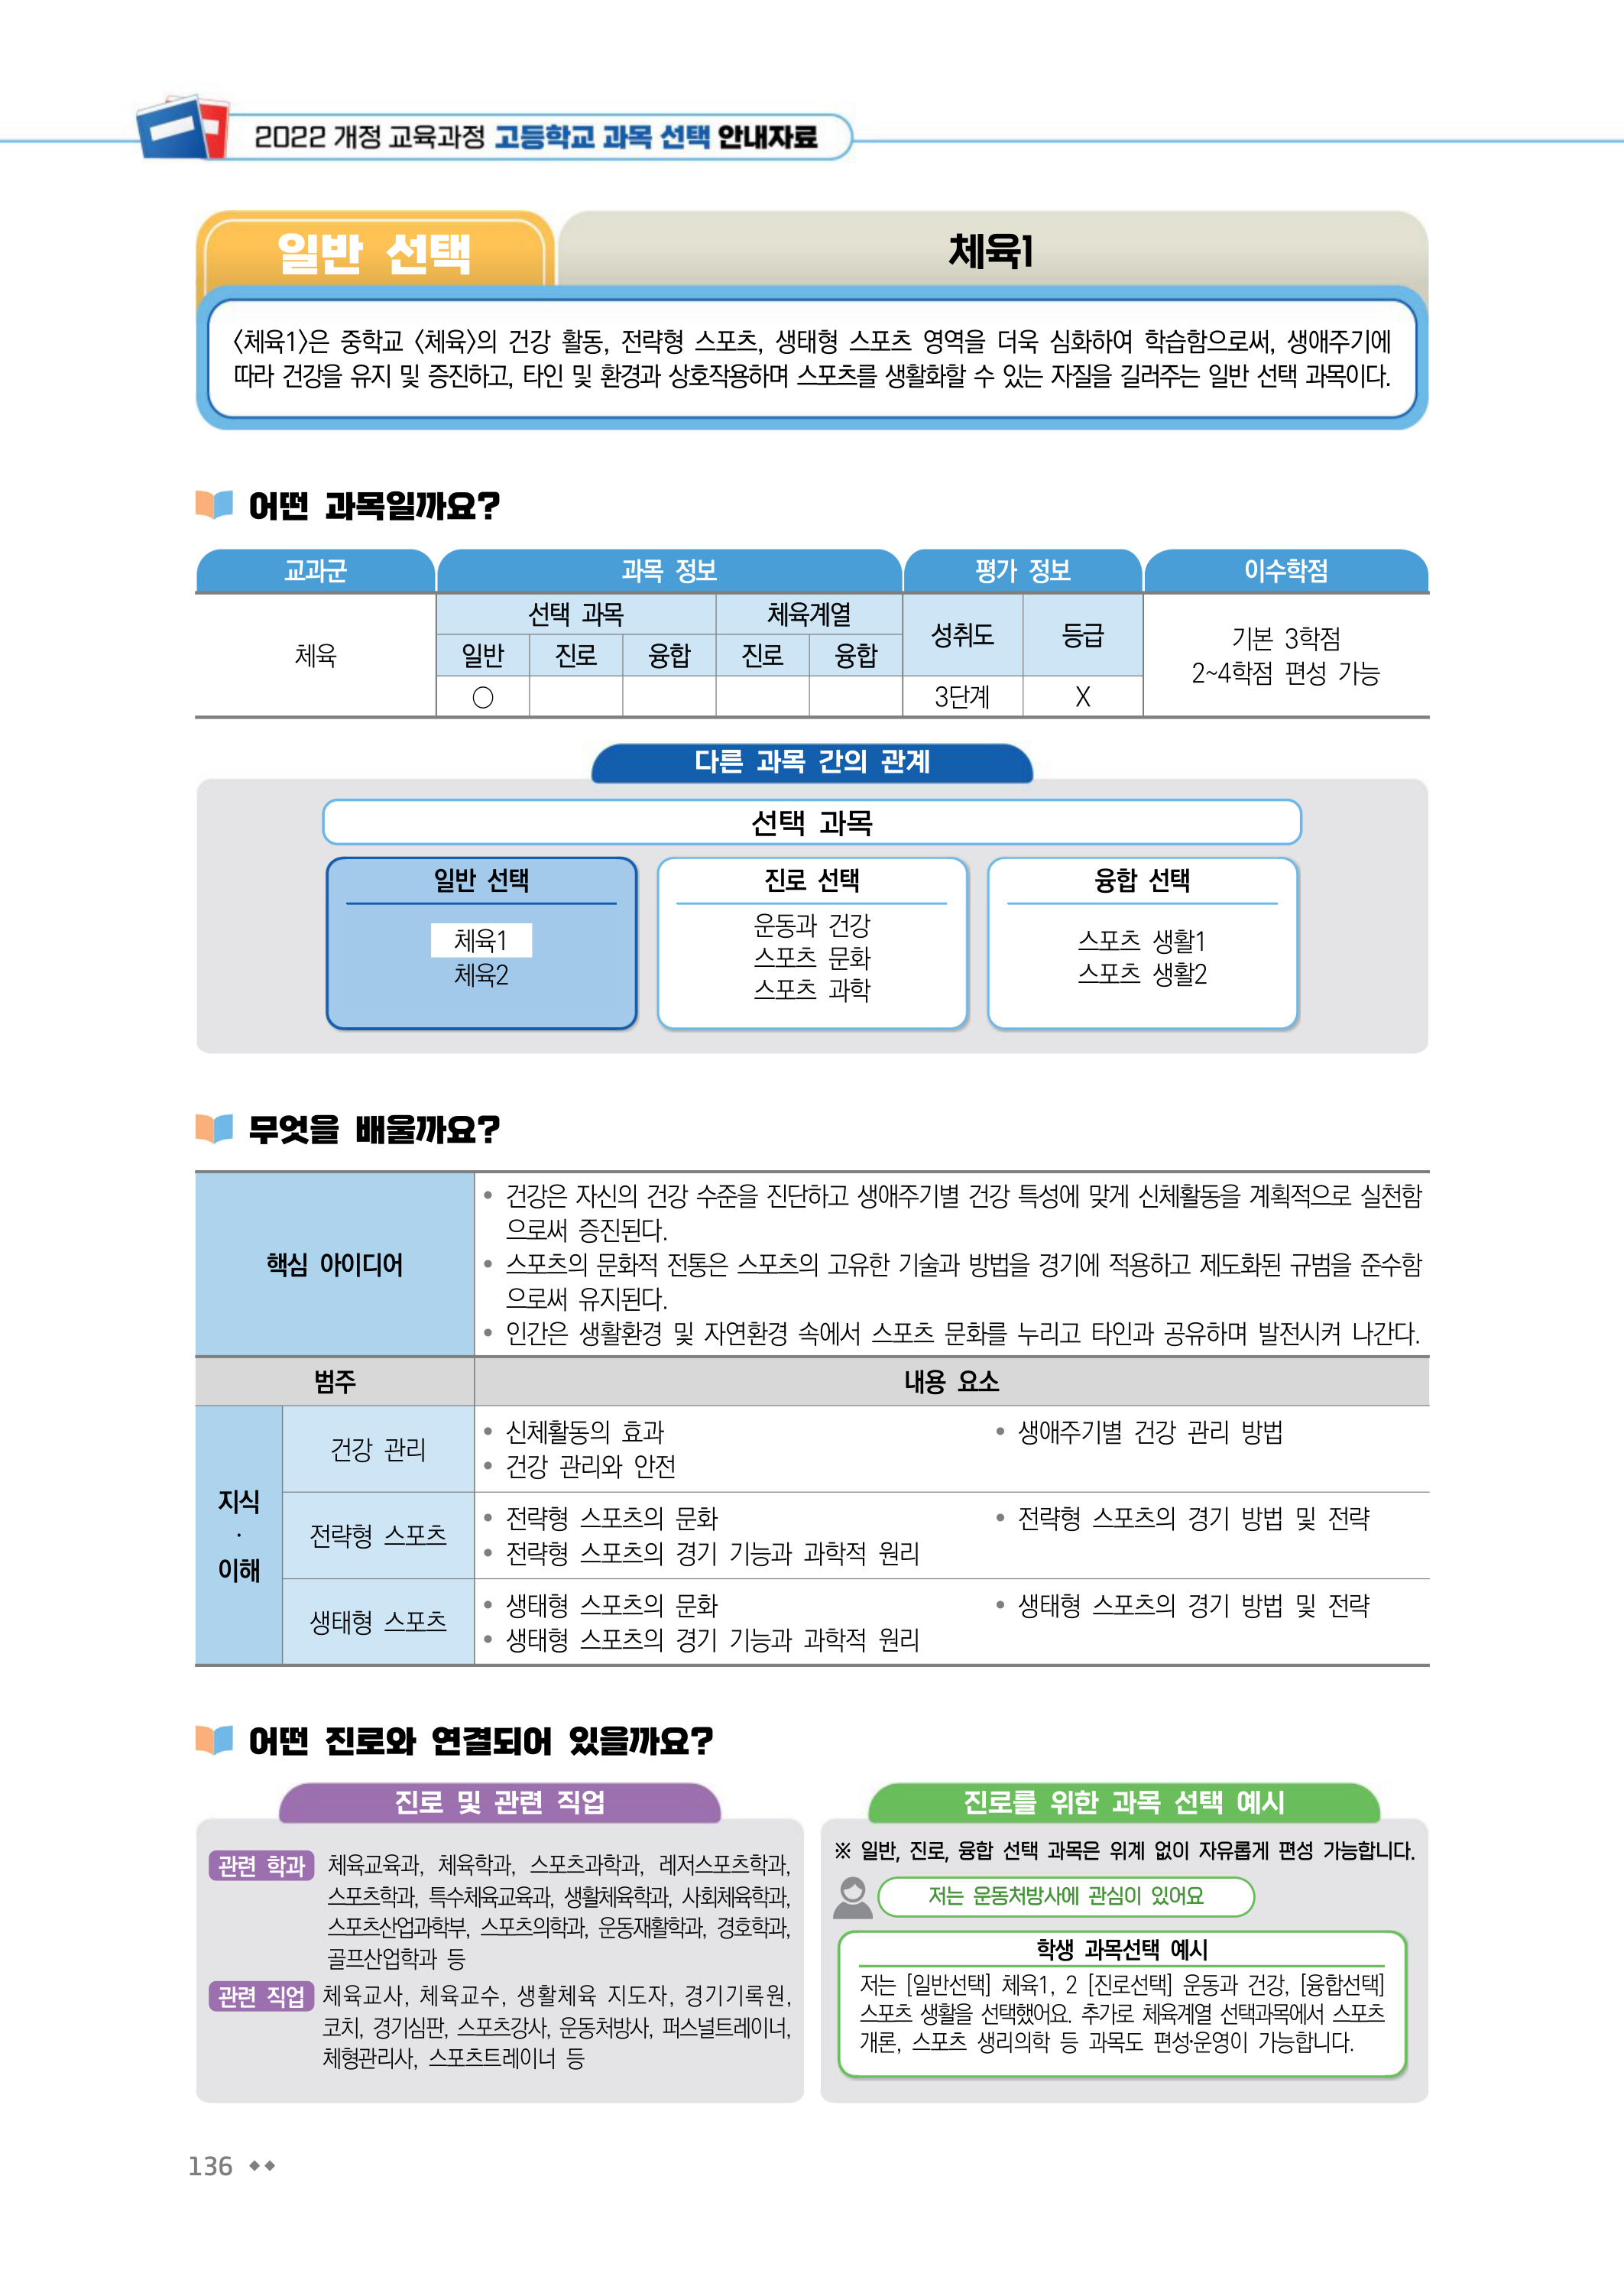 2022 개정 교육과정 고등학교 과목 선택 안내자료
일반 선택
체육1
〈체육1〉은 중학교 〈체육〉의 건강 활동, 전략형 스포츠, 생태형 스포츠 영역을 더욱 심화하여 학습함으로써, 생애주기에
따라 건강을 유지 및 증진하고, 타인 및 환경과 상호작용하며 스포츠를 생활화할 수 있는 자질을 길러주는 일반 선택 과목이다.
어떤 과목일까요?
교과군 과목 정보 평가 정보 이수학점
선택 과목 체육계열
성취도 등급
일반 진로 융합 진로 융합
체육
기본 3학점
2~4학점 편성 가능
○ 3단계 X
다른 과목 간의 관계
선택 과목
일반 선택
체육1
체육2
진로 선택
운동과 건강
스포츠 문화
스포츠 과학
융합 선택
스포츠 생활1
스포츠 생활2
무엇을 배울까요?
핵심 아이디어
• 건강은 자신의 건강 수준을 진단하고 생애주기별 건강 특성에 맞게 신체활동을 계획적으로 실천함
으로써 증진된다.
• 스포츠의 문화적 전통은 스포츠의 고유한 기술과 방법을 경기에 적용하고 제도화된 규범을 준수함
으로써 유지된다.
• 인간은 생활환경 및 자연환경 속에서 스포츠 문화를 누리고 타인과 공유하며 발전시켜 나간다.
범주 내용 요소
지식
·
이해
건강 관리
• 신체활동의 효과 • 생애주기별 건강 관리 방법
• 건강 관리와 안전
전략형 스포츠
• 전략형 스포츠의 문화 • 전략형 스포츠의 경기 방법 및 전략
• 전략형 스포츠의 경기 기능과 과학적 원리
생태형 스포츠
• 생태형 스포츠의 문화 • 생태형 스포츠의 경기 방법 및 전략
• 생태형 스포츠의 경기 기능과 과학적 원리
어떤 진로와 연결되어 있을까요?
진로 및 관련 직업
관련 학과 체육교육과, 체육학과, 스포츠과학과, 레저스포츠학과,
스포츠학과, 특수체육교육과, 생활체육학과, 사회체육학과,
스포츠산업과학부, 스포츠의학과, 운동재활학과, 경호학과,
골프산업학과 등
관련 직업 체육교사, 체육교수, 생활체육 지도자, 경기기록원,
코치, 경기심판, 스포츠강사, 운동처방사, 퍼스널트레이너,
체형관리사, 스포츠트레이너 등
진로를 위한 과목 선택 예시
※ 일반, 진로, 융합 선택 과목은 위계 없이 자유롭게 편성 가능합니다.
저는 운동처방사에 관심이 있어요
학생 과목선택 예시
저는 [일반선택] 체육1, 2 [진로선택] 운동과 건강, [융합선택]
스포츠 생활을 선택했어요. 추가로 체육계열 선택과목에서 스포츠
개론, 스포츠 생리의학 등 과목도 편성·운영이 가능합니다.
136